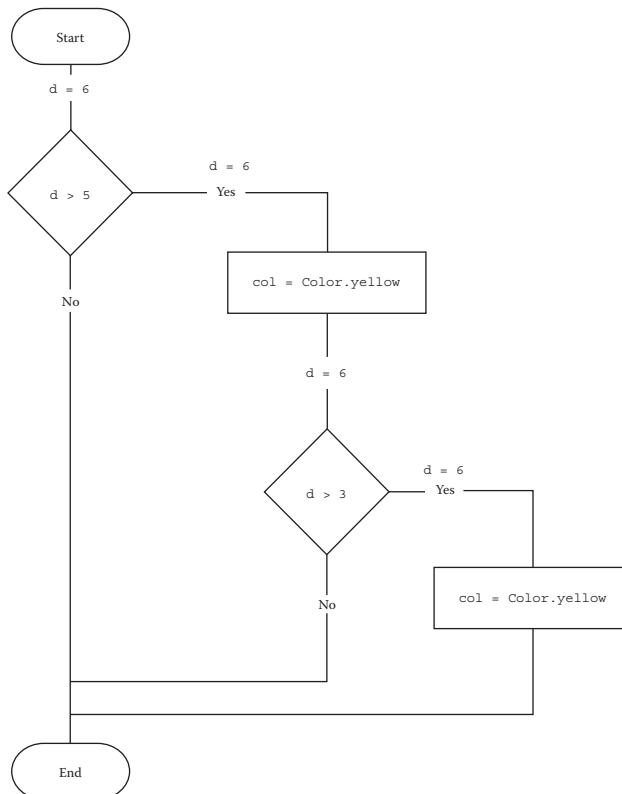 Start
d = 6
d > 5
d = 6
Yes
No
col = Color.yellow
d = 6
d > 3
d = 6
Yes
No
col = Color.yellow
End